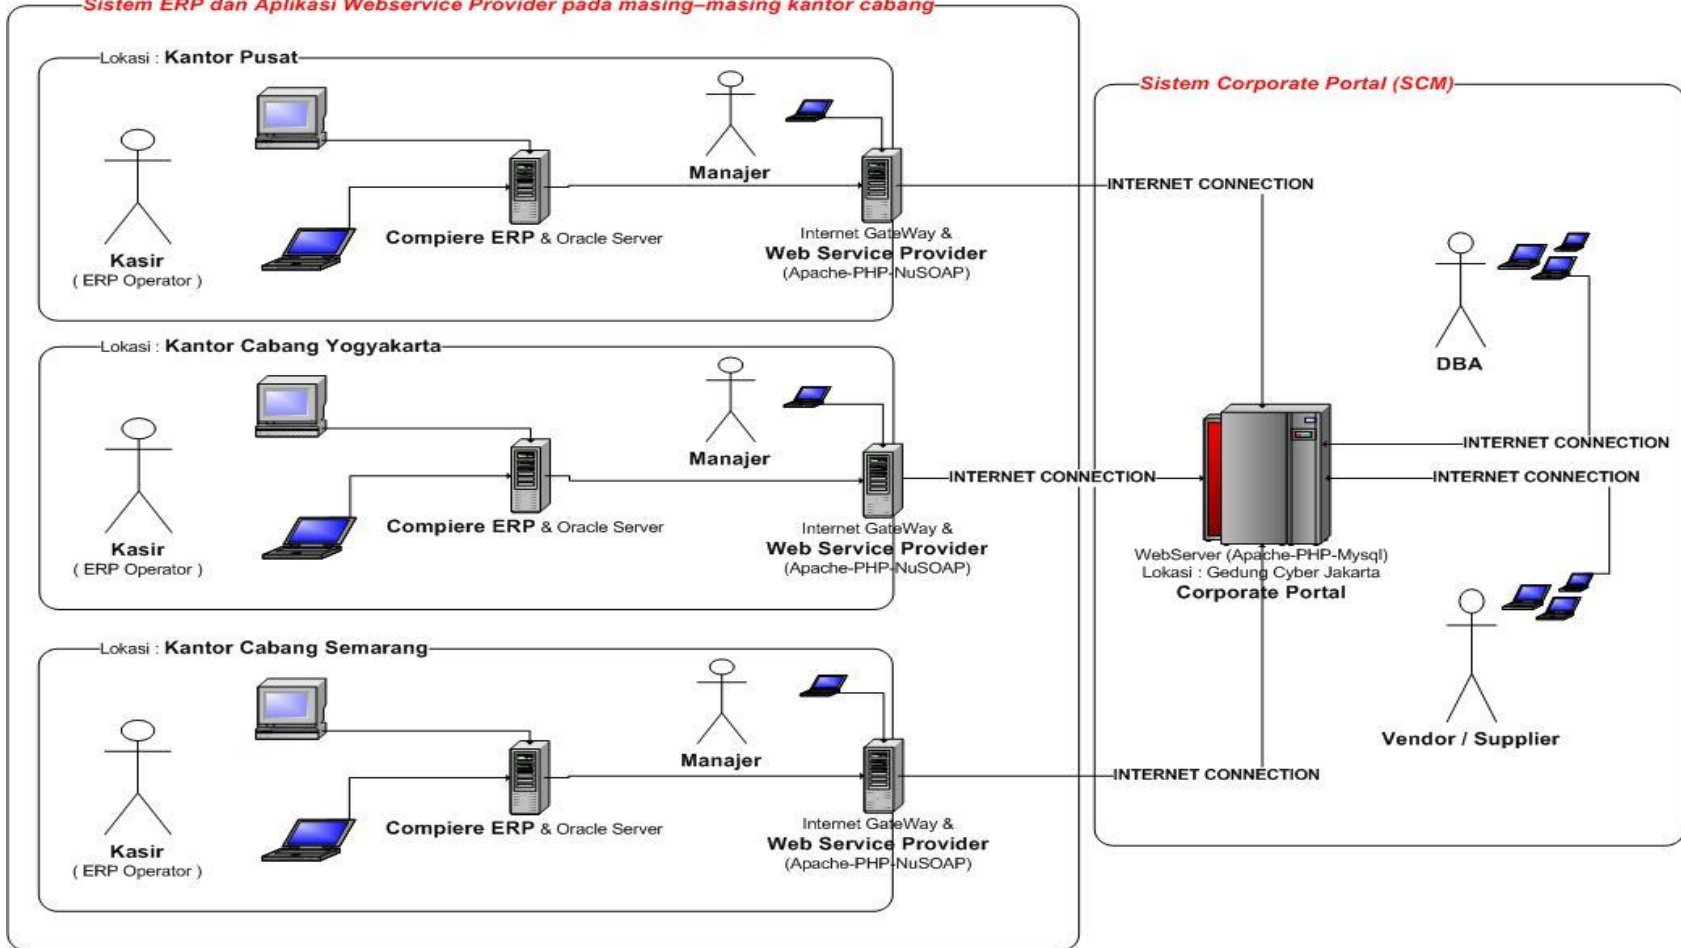 Sistem ERP dan Aplikasi Webservice Provider pada masing–masing kantor cabang
Lokasi : Kantor Pusat
Kasir
( ERP Operator )
Compiere ERP & Oracle Server
Manajer
Internet GateWay &
Web Service Provider
(Apache-PHP-NuSOAP)
INTERNET CONNECTION
Lokasi : Kantor Cabang Yogyakarta
Kasir
( ERP Operator )
Compiere ERP & Oracle Server
Manajer
Internet GateWay &
Web Service Provider
(Apache-PHP-NuSOAP)
INTERNET CONNECTION
Lokasi : Kantor Cabang Semarang
Kasir
( ERP Operator )
Compiere ERP & Oracle Server
Manajer
Internet GateWay &
Web Service Provider
(Apache-PHP-NuSOAP)
INTERNET CONNECTION
Sistem Corporate Portal (SCM)
DBA
INTERNET CONNECTION
INTERNET CONNECTION
WebServer (Apache-PHP-Mysql)
Lokasi : Gedung Cyber Jakarta
Corporate Portal
Vendor / Supplier